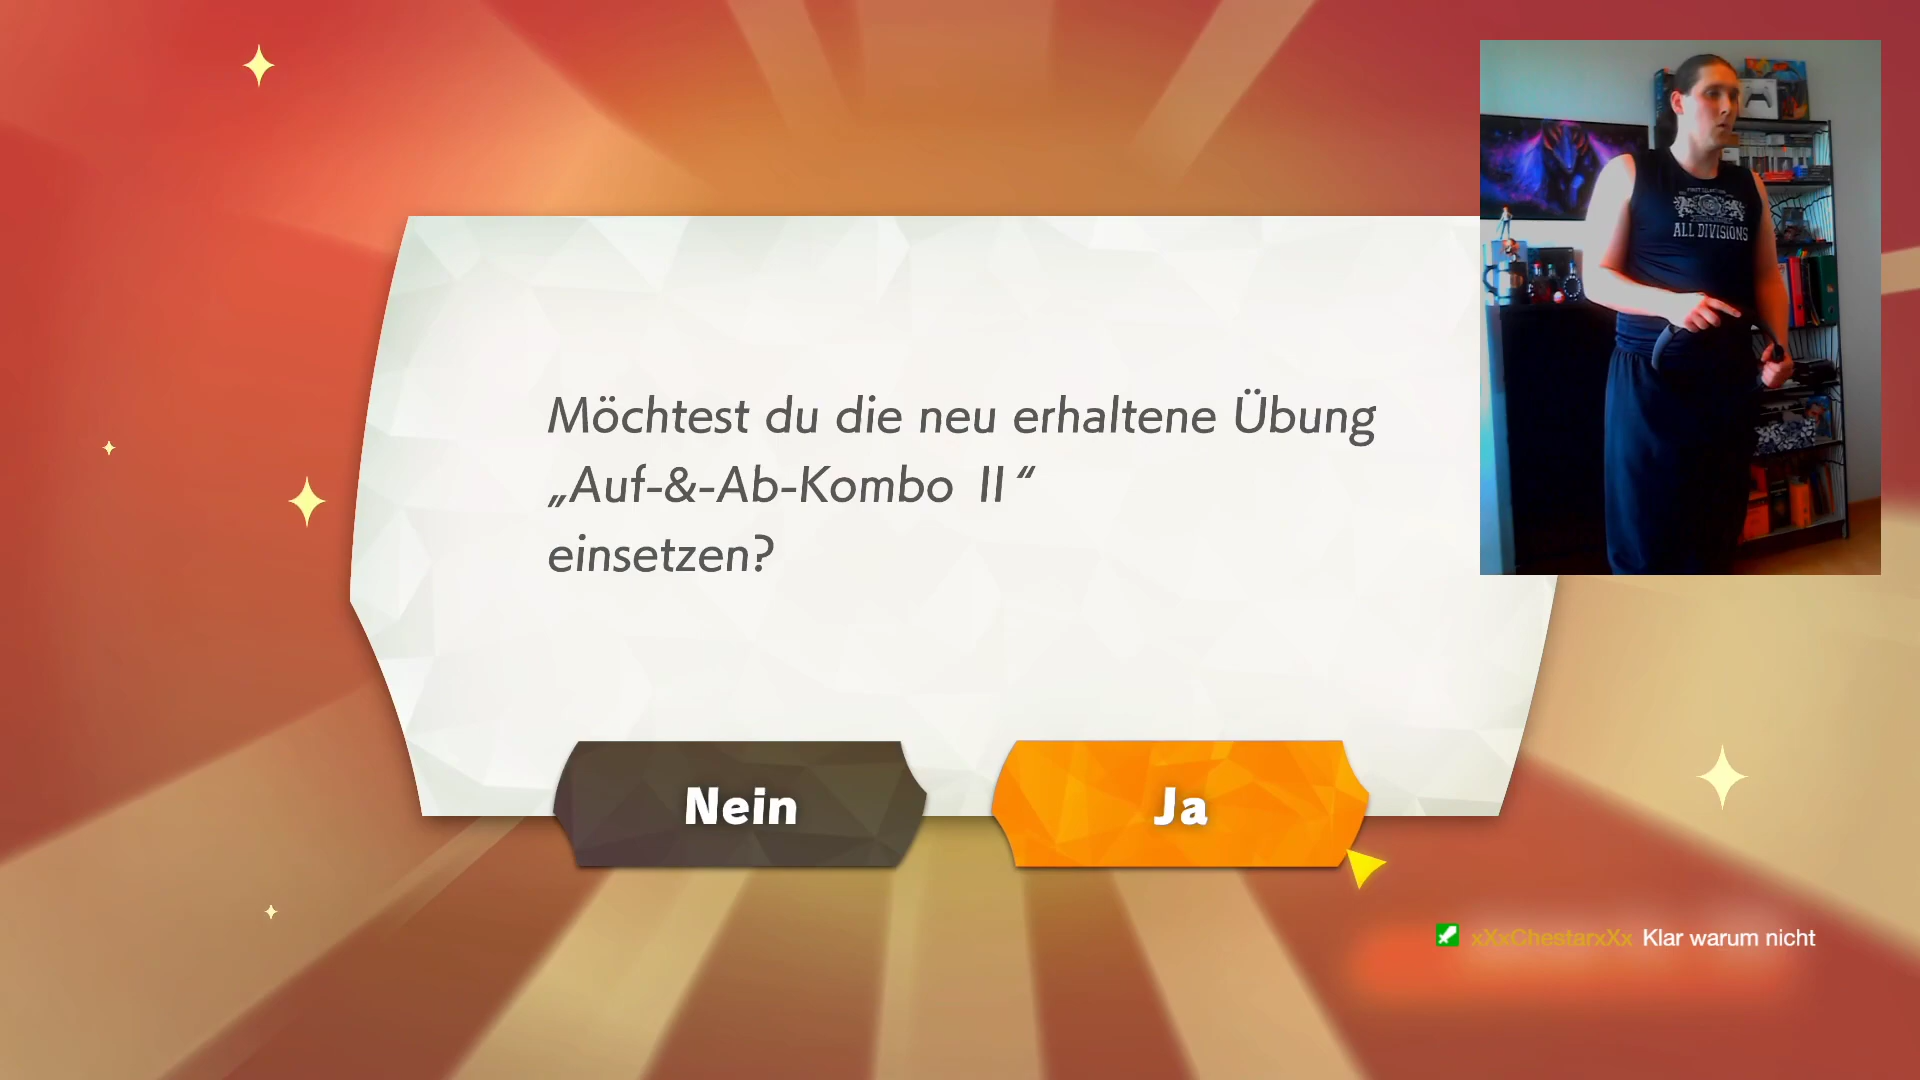 Möchtest du die neu erhaltene Übung
„Auf-&-Ab-Kombo II“
einsetzen?
Nein
Ja
ALL DIVISIONS
xXxChestarxXx Klar warum nicht